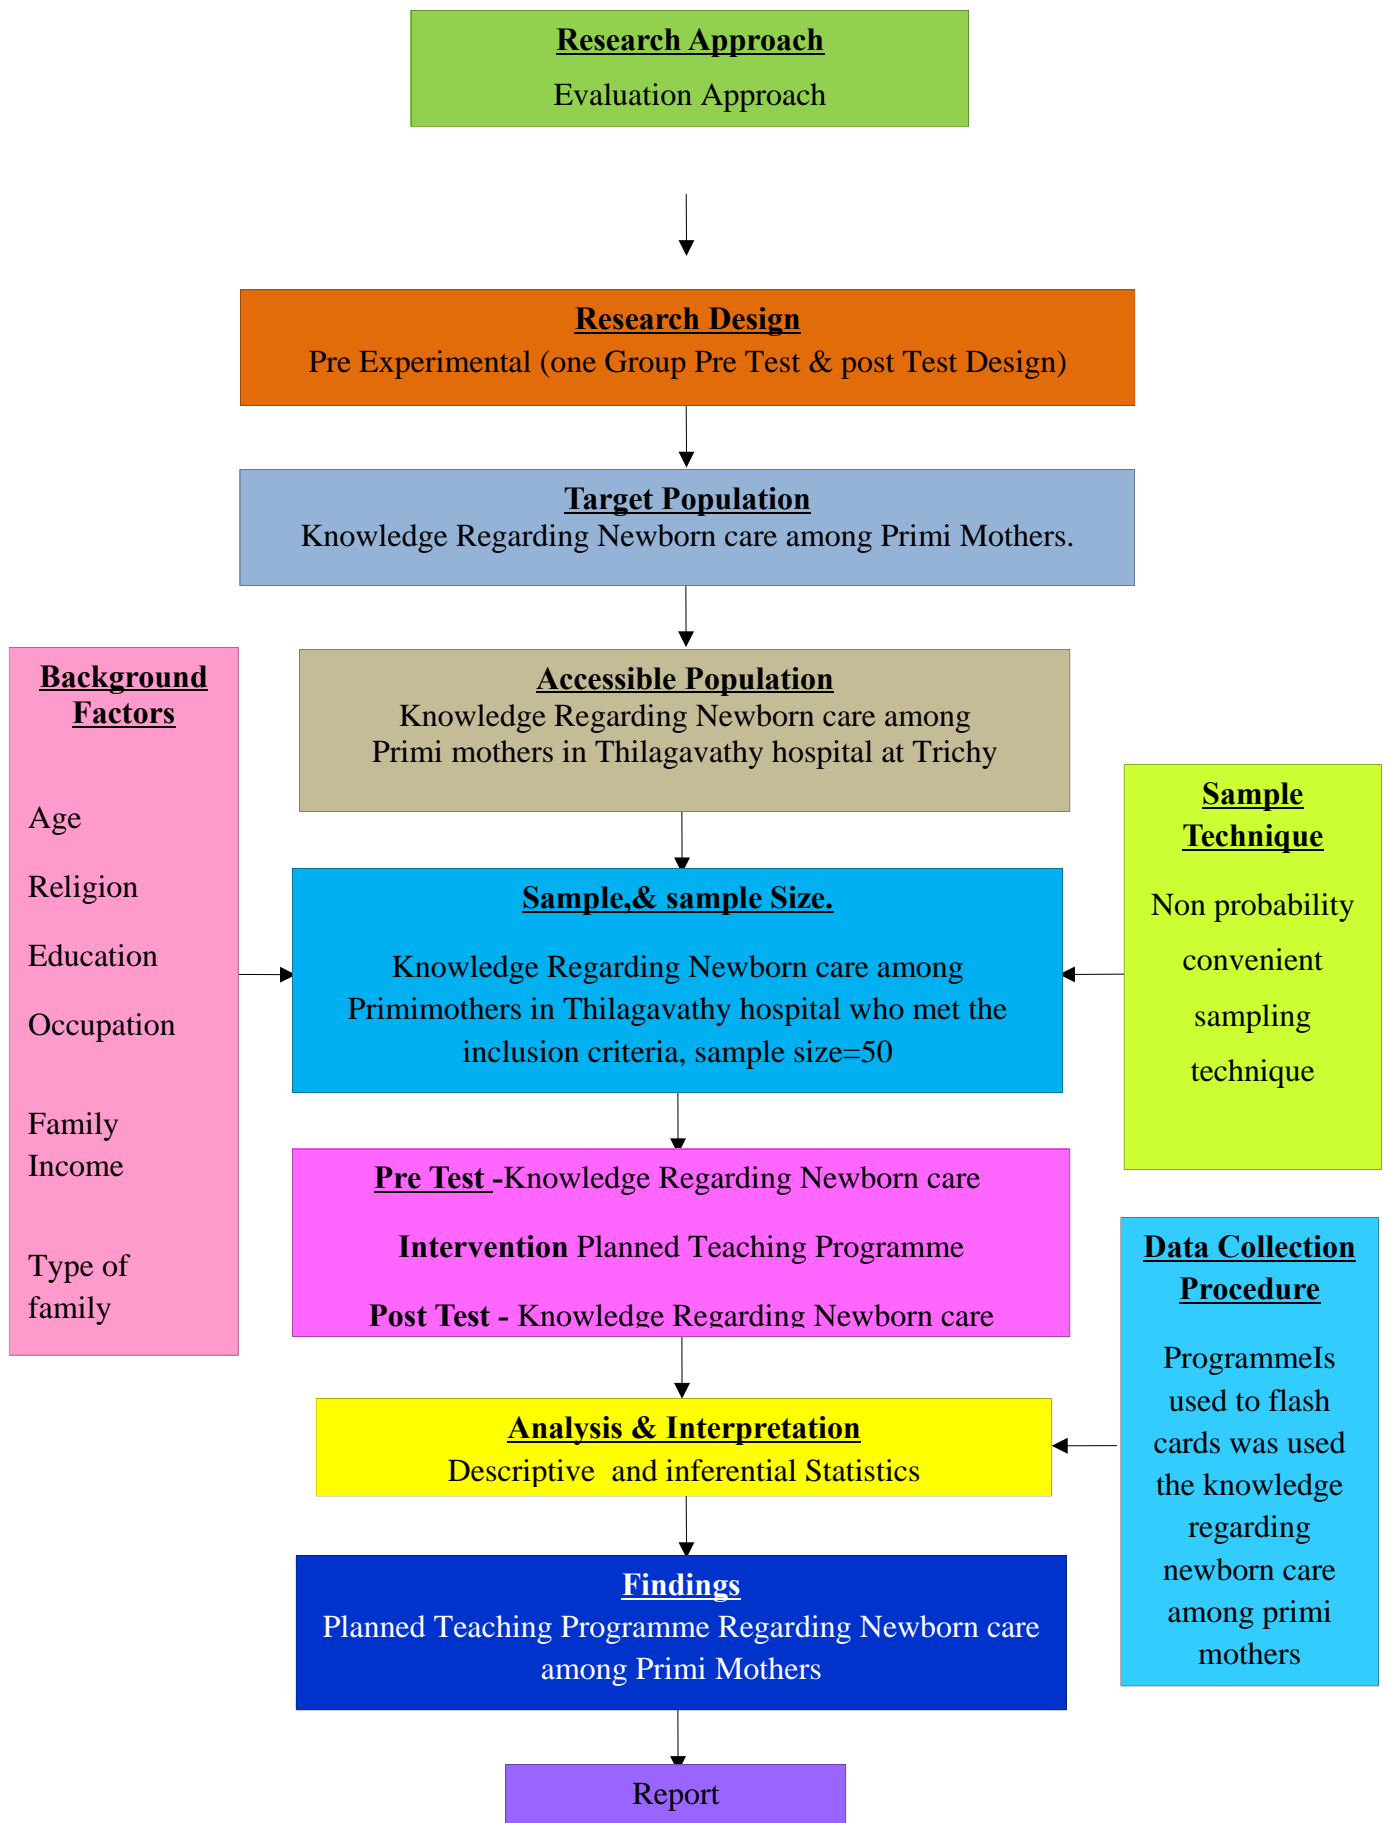 Research Approach
Evaluation Approach
Research Design
Pre Experimental (one Group Pre Test & post Test Design)
Target Population
Knowledge Regarding Newborn care among Primi Mothers.
Background
Factors
Age
Religion
Education
Occupation
Family
Income
Type of
family
Accessible Population
Knowledge Regarding Newborn care among
Primi mothers in Thilagavathy hospital at Trichy
Sample
Technique
Non probability
convenient
sampling
technique
Sample,& sample Size.
Knowledge Regarding Newborn care among
Primimothers in Thilagavathy hospital who met the
inclusion criteria, sample size=50
Pre Test -Knowledge Regarding Newborn care
Intervention Planned Teaching Programme
Post Test - Knowledge Regarding Newborn care
Data Collection
Procedure
ProgrammeIs
used to flash
cards was used
the knowledge
regarding
newborn care
among primi
mothers
Analysis & Interpretation
Descriptive and inferential Statistics
Findings
Planned Teaching Programme Regarding Newborn care
among Primi Mothers
Report